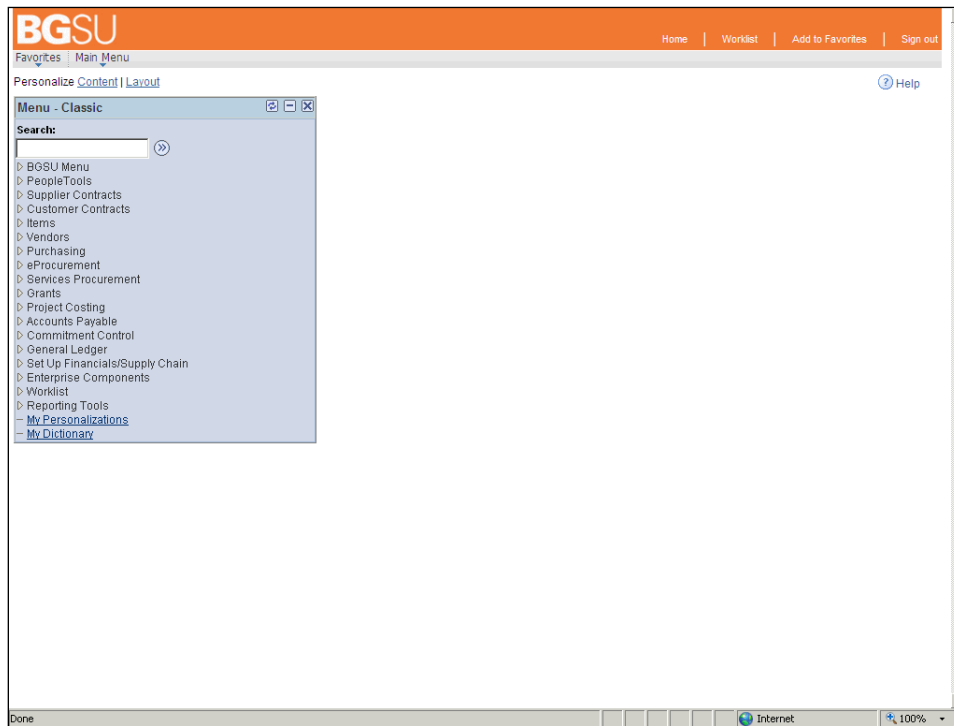 BGSU
Home | Worklist | Add to Favorites | Sign out
Favorites Main Menu
Personalize Content | Layout
? Help
Menu - Classic
Search:
BGSU Menu
PeopleTools
Supplier Contracts
Customer Contracts
Items
Vendors
Purchasing
eProcurement
Services Procurement
Grants
Project Costing
Accounts Payable
Commitment Control
General Ledger
Set Up Financials/Supply Chain
Enterprise Components
Worklist
Reporting Tools
My Personalizations
My Dictionary
Done Internet 100%